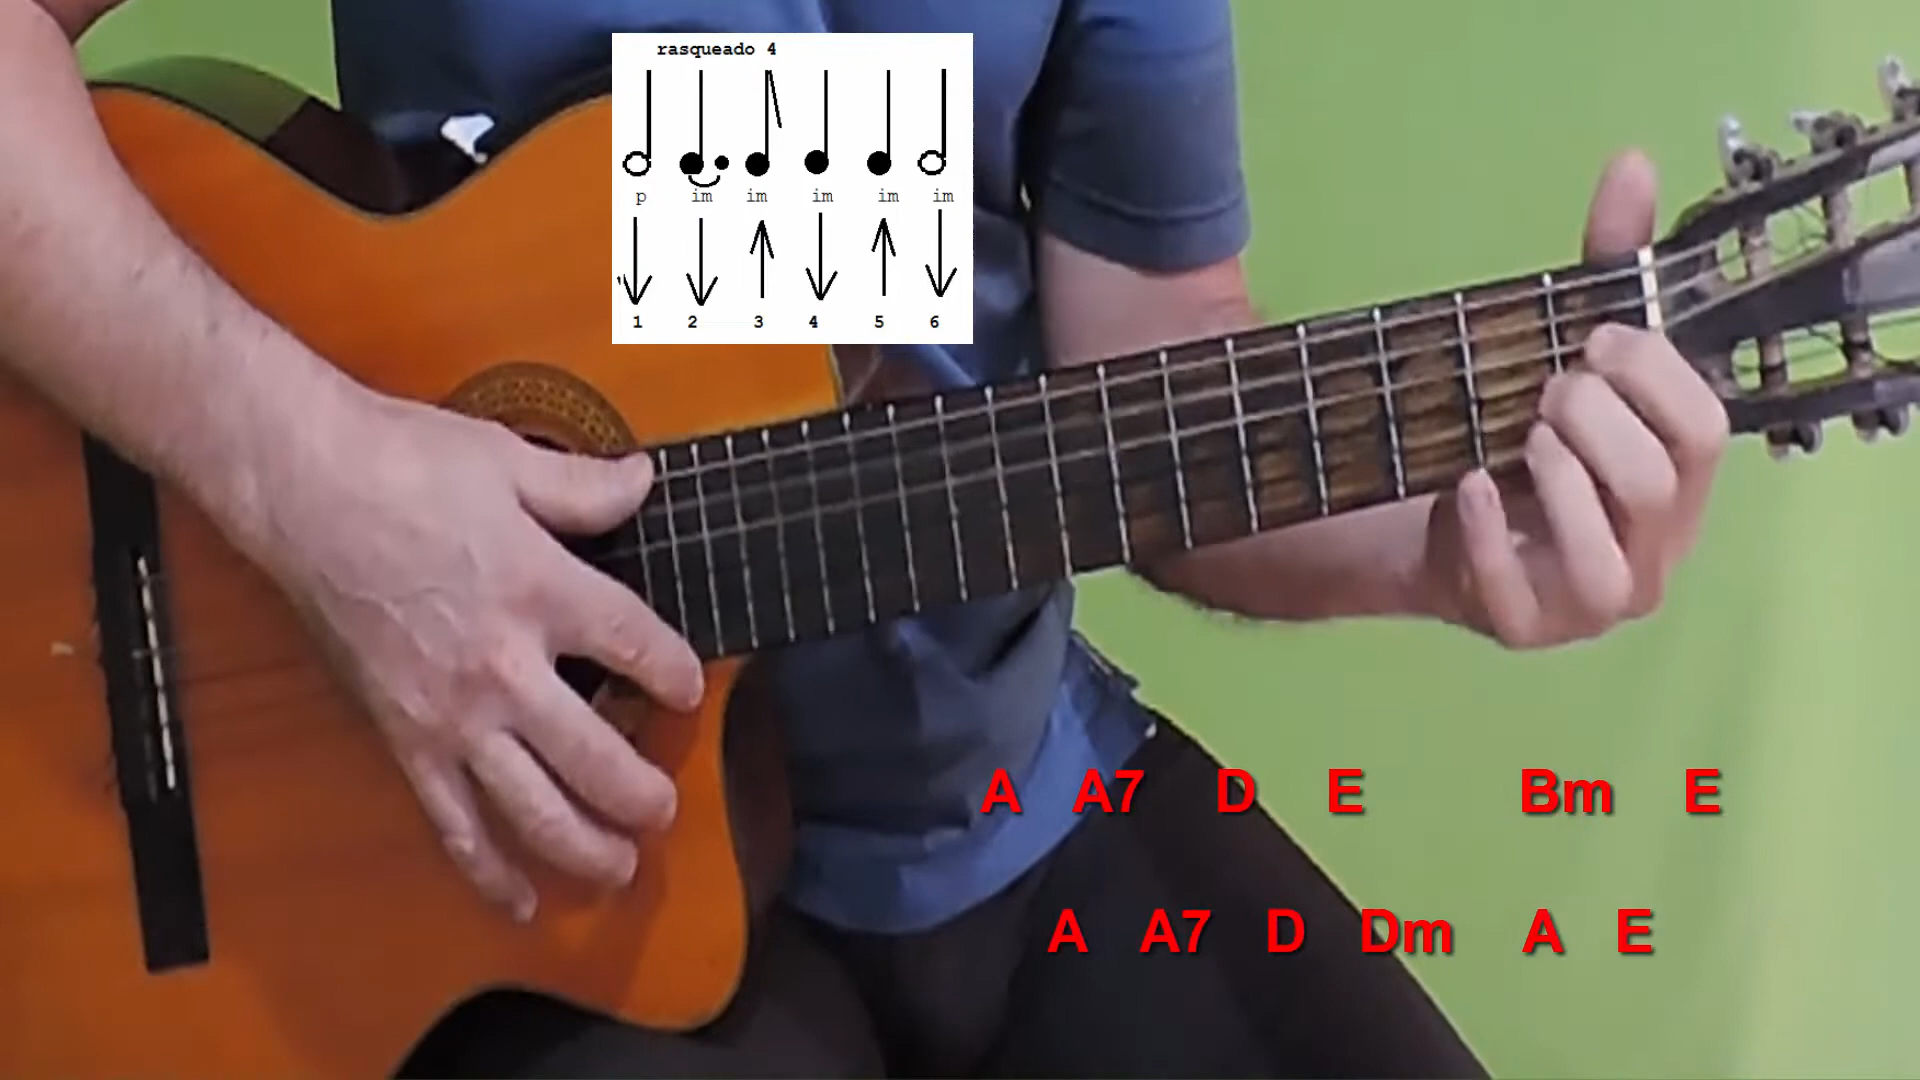 rasqueado 4
p im im im im im
1 2 3 4 5 6
A A7 D E Bm E
A A7 D Dm A E